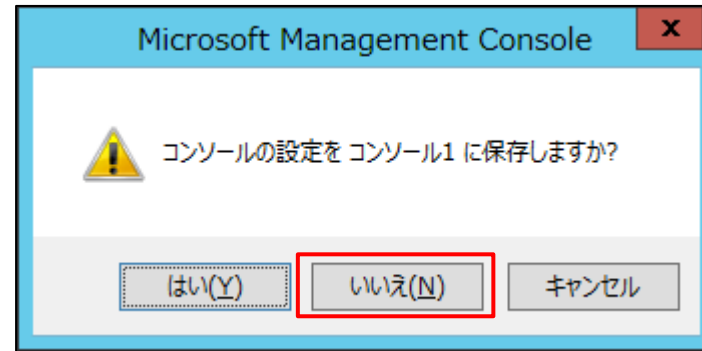 Microsoft Management Console
コンソールの設定を コンソール1 に保存しますか?
はい(Y) いいえ(N) キャンセル